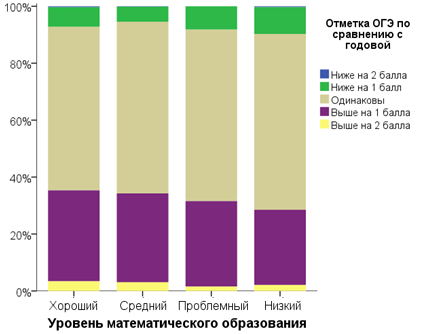 100%
80%
60%
40%
20%
0%
Хороший Средний Проблемный Низкий
Уровень математического образования
Отметка ОГЭ по
сравнению с
годовой
Ниже на 2 балла
Ниже на 1 балл
Одинаковы
Выше на 1 балла
Выше на 2 балла